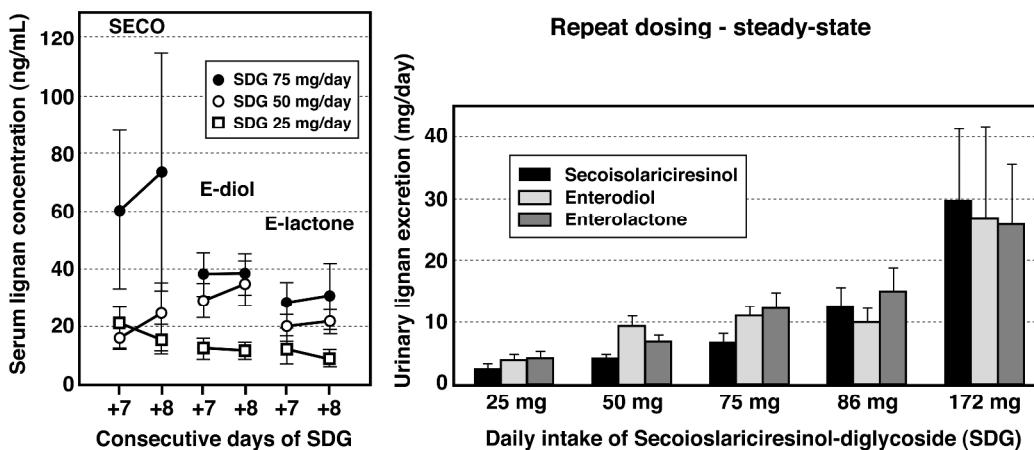 Serum lignan concentration (ng/mL)
120
100
80
60
40
20
0
SECO
SDG 75 mg/day
SDG 50 mg/day
SDG 25 mg/day
E-diol
E-lactone
+7 +8 +7 +8 +7 +8
Consecutive days of SDG
Repeat dosing - steady-state
Urinary lignan excretion (mg/day)
40
30
20
10
0
Secoisolariciresinol
Enterodiol
Enterolactone
25 mg 50 mg 75 mg 86 mg 172 mg
Daily intake of Secoioslariciresinol-diglycoside (SDG)